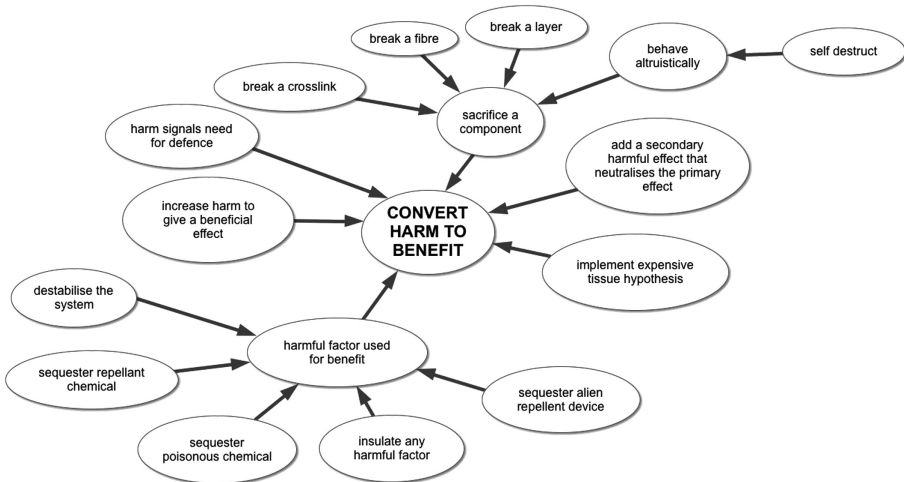 break a fibre
break a layer
behave
altruistically
self destruct
break a crosslink
sacrifice a
component
harm signals need
for defence
add a secondary
harmful effect that
neutralises the primary
effect
increase harm to
give a beneficial
effect
CONVERT
HARM TO
BENEFIT
implement expensive
tissue hypothesis
destabilise the
system
harmful factor used
for benefit
sequester repellant
chemical
sequester alien
repellent device
sequester
poisonous chemical
insulate any
harmful factor